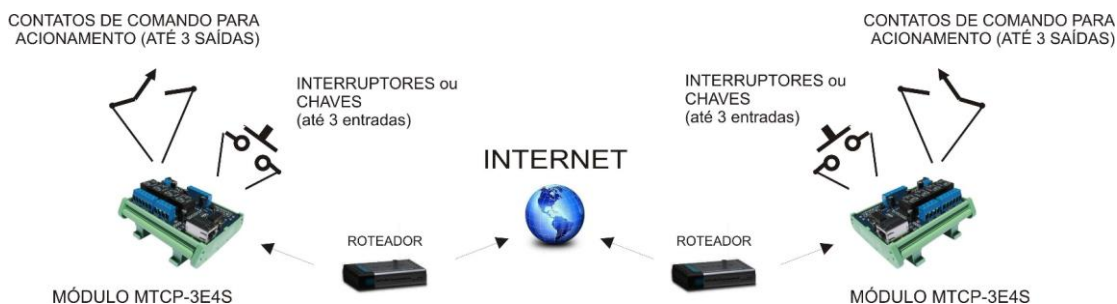 CONTATOS DE COMANDO PARA
ACIONAMENTO (ATÉ 3 SAÍDAS)
INTERRUPTORES ou
CHAVES
(até 3 entradas)
MÓDULO MTCP-3E4S
ROTEADOR
INTERNET
ROTEADOR
CONTATOS DE COMANDO PARA
ACIONAMENTO (ATÉ 3 SAÍDAS)
INTERRUPTORES ou
CHAVES
(até 3 entradas)
MÓDULO MTCP-3E4S